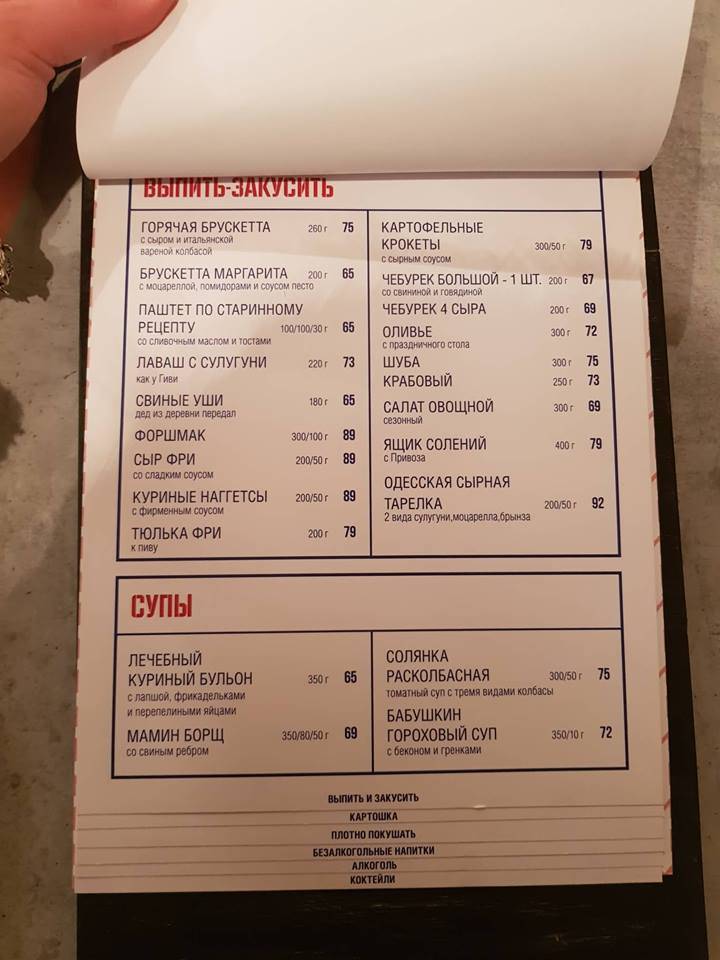 ВЫПИТЬ-ЗАКУСИТЬ
ГОРЯЧАЯ БРУСКЕТТА 260 г 75
с сыром и итальянской
вареной колбасой
БРУСКЕТТА МАРГАРИТА 200 г 65
с моцареллой, помидорами и соусом песто
ПАШТЕТ ПО СТАРИННОМУ
РЕЦЕПТУ 100/100/30 г 65
со сливочным маслом и тостами
ЛАВАШ С СУЛУГУНИ 220 г 73
как у Гиви
СВИНЫЕ УШИ 180 г 65
дед из деревни передал
ФОРШМАК 300/100 г 89
СЫР ФРИ 200/50 г 89
со сладким соусом
КУРИНЫЕ НАГГЕТСЫ 200/50 г 89
с фирменным соусом
ТЮЛЬКА ФРИ 200 г 79
к пиву
КАРТОФЕЛЬНЫЕ
КРОКЕТЫ 300/50 г 79
с сырным соусом
ЧЕБУРЕК БОЛЬШОЙ - 1 ШТ. 200 г 67
со свининой и говядиной
ЧЕБУРЕК 4 СЫРА 200 г 69
ОЛИВЬЕ 300 г 72
с праздничного стола
ШУБА 300 г 75
КРАБОВЫЙ 250 г 73
САЛАТ ОВОЩНОЙ 300 г 69
сезонный
ЯЩИК СОЛЕНИЙ 400 г 79
с Привоза
ОДЕССКАЯ СЫРНАЯ
ТАРЕЛКА 200/50 г 92
2 вида сулугуни,моцарелла,брынза
СУПЫ
ЛЕЧЕБНЫЙ
КУРИНЫЙ БУЛЬОН 350 г 65
с лапшой, фрикадельками
и перепелиными яйцами
МАМИН БОРЩ 350/80/50 г 69
со свиным ребром
СОЛЯНКА
РАСКОЛБАСНАЯ 300/50 г 75
томатный суп с тремя видами колбасы
БАБУШКИН
ГОРОХОВЫЙ СУП 350/10 г 72
с беконом и гренками
ВЫПИТЬ И ЗАКУСИТЬ
КАРТОШКА
ПЛОТНО ПОКУШАТЬ
БЕЗАЛКОГОЛЬНЫЕ НАПИТКИ
АЛКОГОЛЬ
КОКТЕЙЛИ